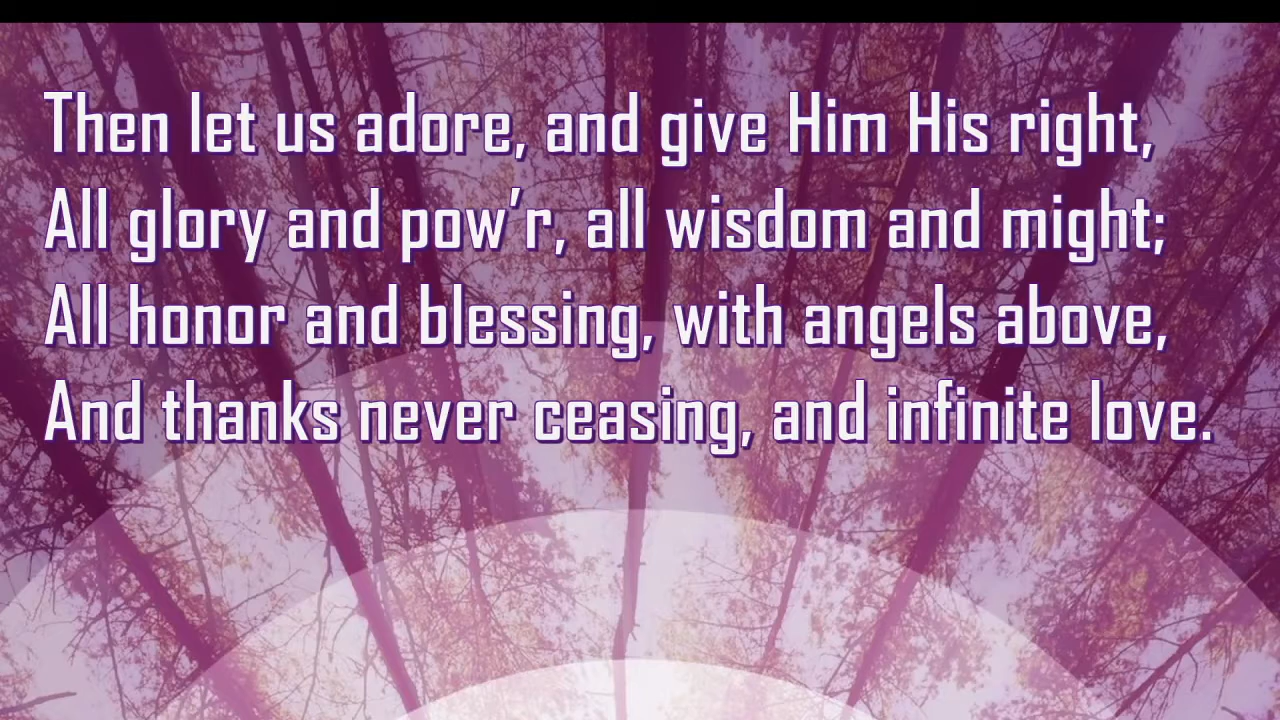 Then let us adore, and give Him His right,
All glory and pow’r, all wisdom and might;
All honor and blessing, with angels above,
And thanks never ceasing, and infinite love.